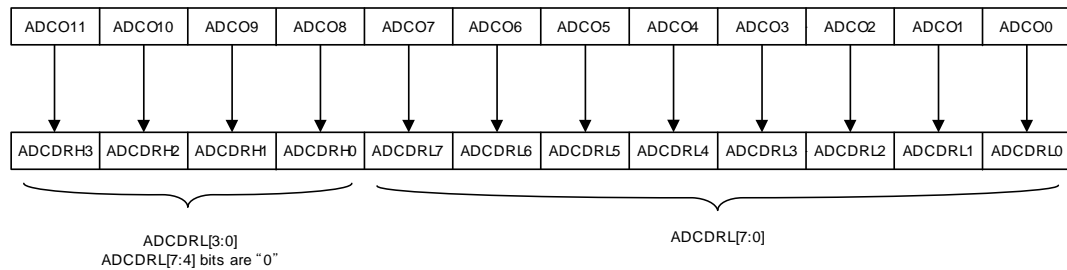 ADCO11 ADCO10 ADCO9 ADCO8 ADCO7 ADCO6 ADCO5 ADCO4 ADCO3 ADCO2 ADCO1 ADCO0
ADCDRH3 ADCDRH2 ADCDRH1 ADCDRH0 ADCDRL7 ADCDRL6 ADCDRL5 ADCDRL4 ADCDRL3 ADCDRL2 ADCDRL1 ADCDRL0
ADCDRL[3:0] ADCDRL[7:0]
ADCDRL[7:4] bits are “0”